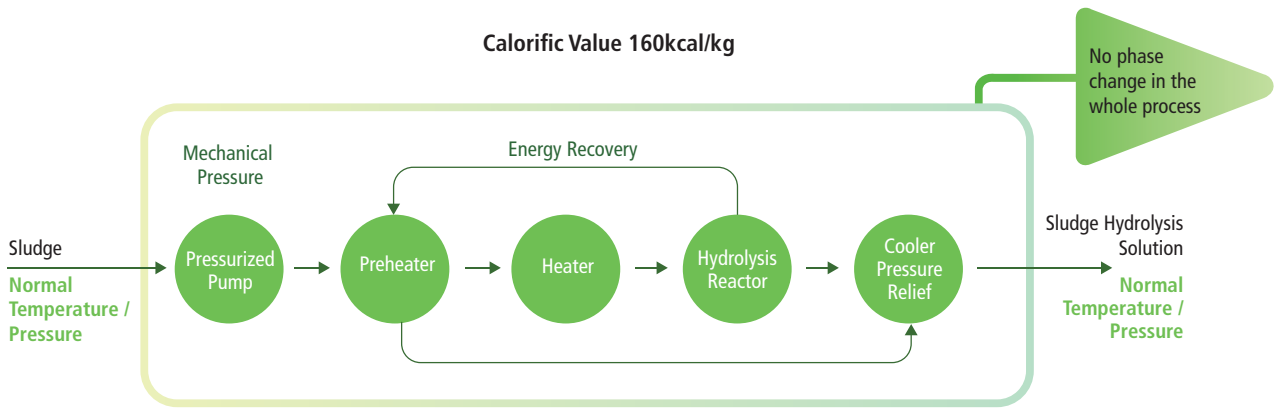 Calorific Value 160kcal/kg
No phase
change in the
whole process
Mechanical
Pressure
Energy Recovery
Sludge
Normal
Temperature /
Pressure
Pressurized
Pump
Preheater
Heater
Hydrolysis
Reactor
Cooler
Pressure
Relief
Sludge Hydrolysis
Solution
Normal
Temperature /
Pressure